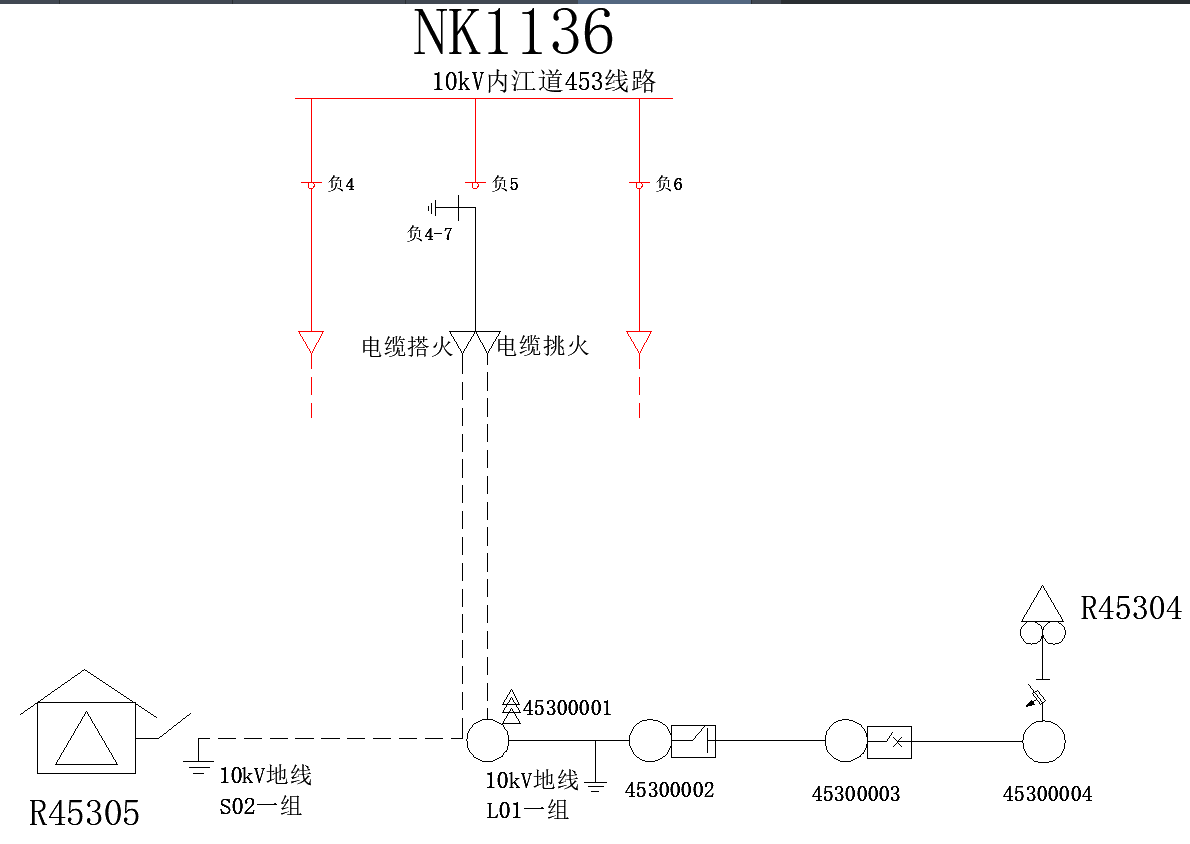 NK1136
10kV内江道453线路
负4
负5
负6
负4-7
电缆搭火
电缆挑火
R45304
45300001
10kV地线
S02一组
10kV地线
L01一组
45300002
45300003
45300004
R45305